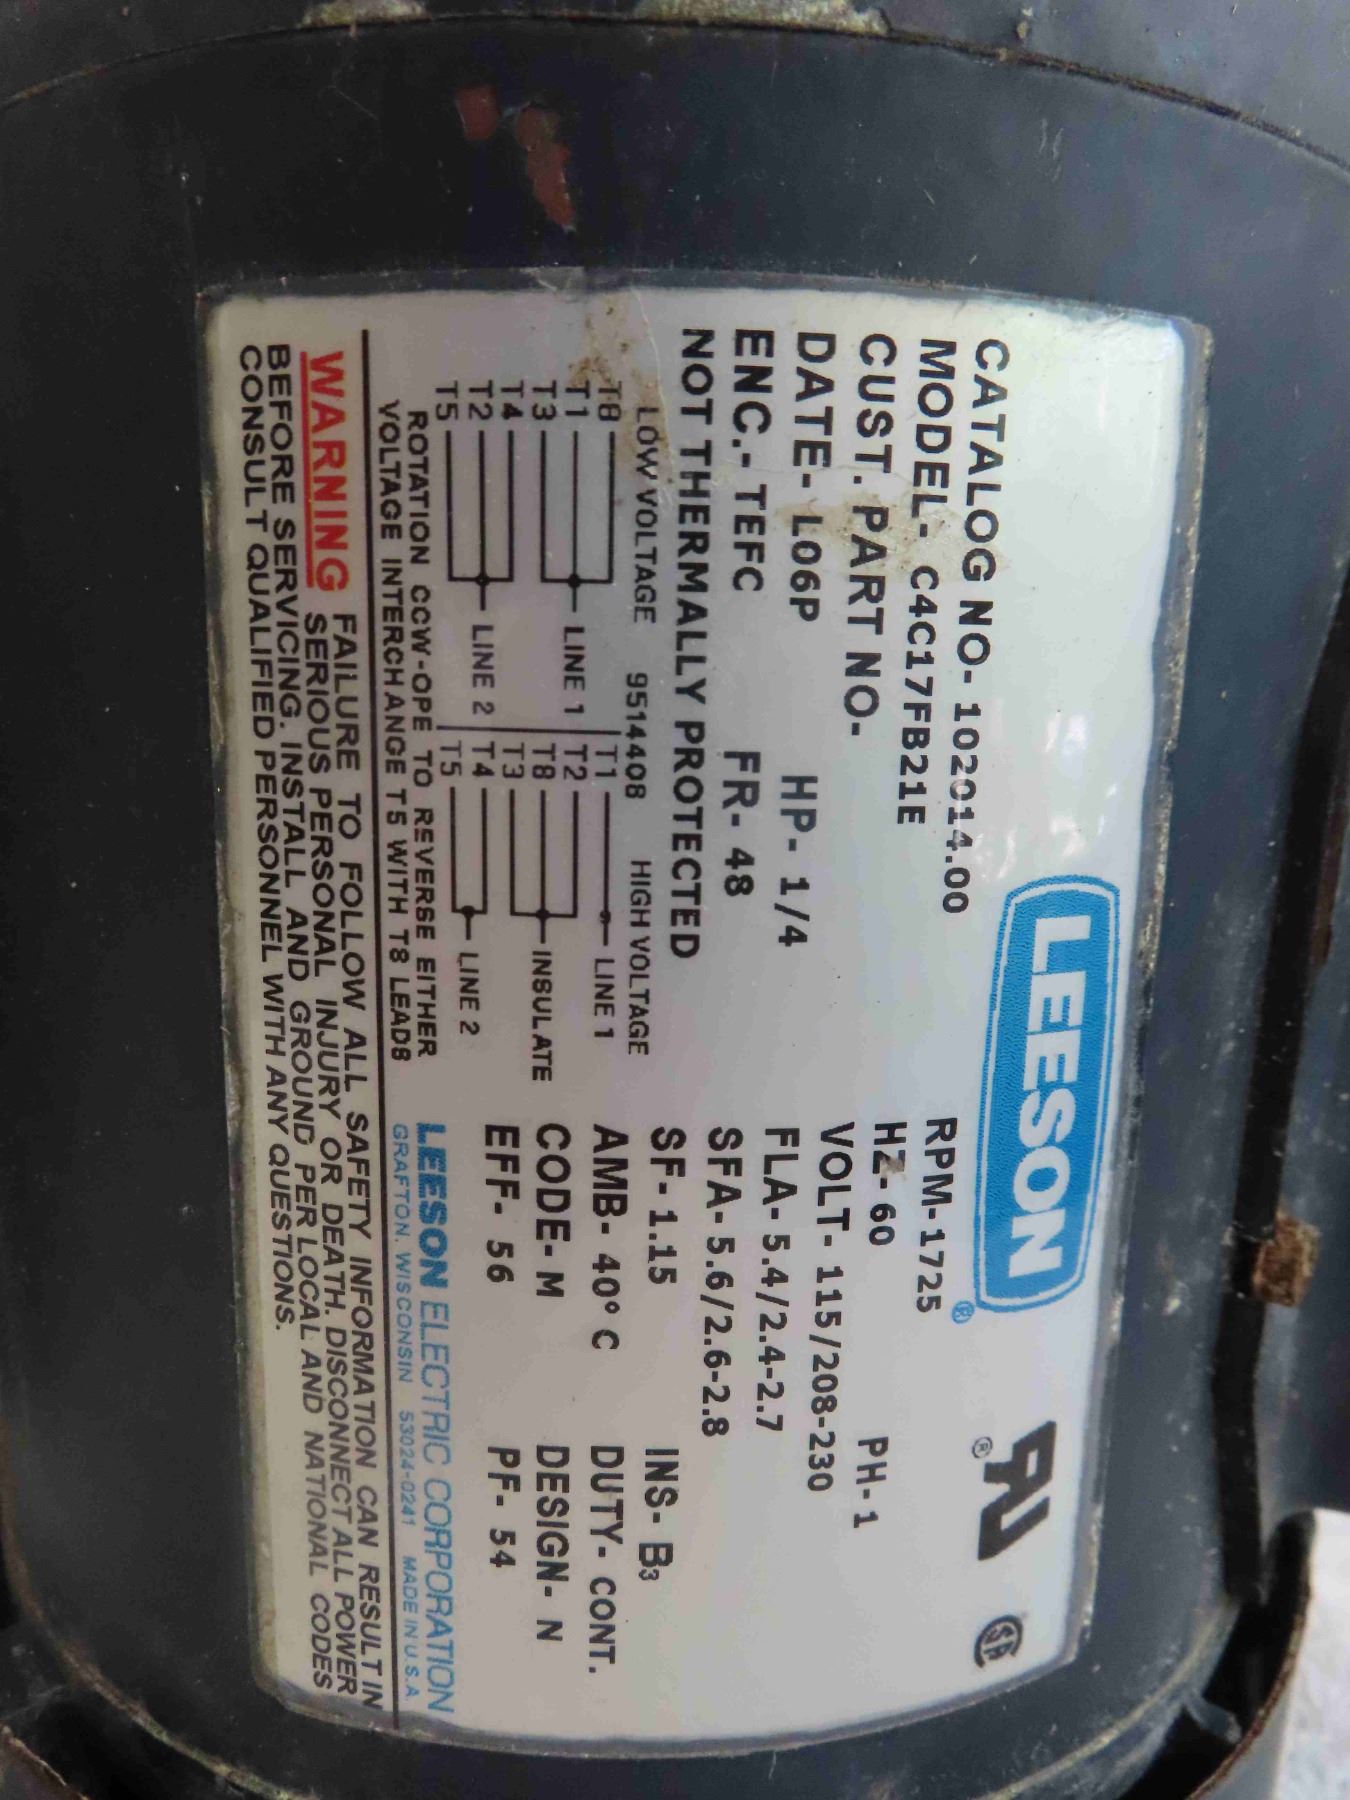 LEESON®
CATALOG NO- 102014.00
MODEL- C4C17FB21E
CUST. PART NO-
DATE- L06P HP- 1/4
ENC.- TEFC FR- 48
NOT THERMALLY PROTECTED
RPM-1725
HZ- 60 PH- 1
VOLT- 115/208-230
FLA- 5.4/2.4-2.7
SFA- 5.6/2.6-2.8
SF- 1.15 INS- B3
AMB- 40° C DUTY- CONT.
CODE- M DESIGN- N
EFF- 56 PF- 54
LOW VOLTAGE 9514408 HIGH VOLTAGE
T8
T1 LINE 1
T3
T4
T2 LINE 2
T5
T1 LINE 1
T2
T8 INSULATE
T3
T4 LINE 2
T5
ROTATION CCW-OPE TO REVERSE EITHER
VOLTAGE INTERCHANGE T5 WITH T8 LEADS
LEESON ELECTRIC CORPORATION
GRAFTON. WISCONSIN 53024-0241 MADE IN U.S.A.
WARNING FAILURE TO FOLLOW ALL SAFETY INFORMATION CAN RESULT IN
SERIOUS PERSONAL INJURY OR DEATH. DISCONNECT ALL POWER
BEFORE SERVICING. INSTALL AND GROUND PER LOCAL AND NATIONAL CODES
CONSULT QUALIFIED PERSONNEL WITH ANY QUESTIONS.